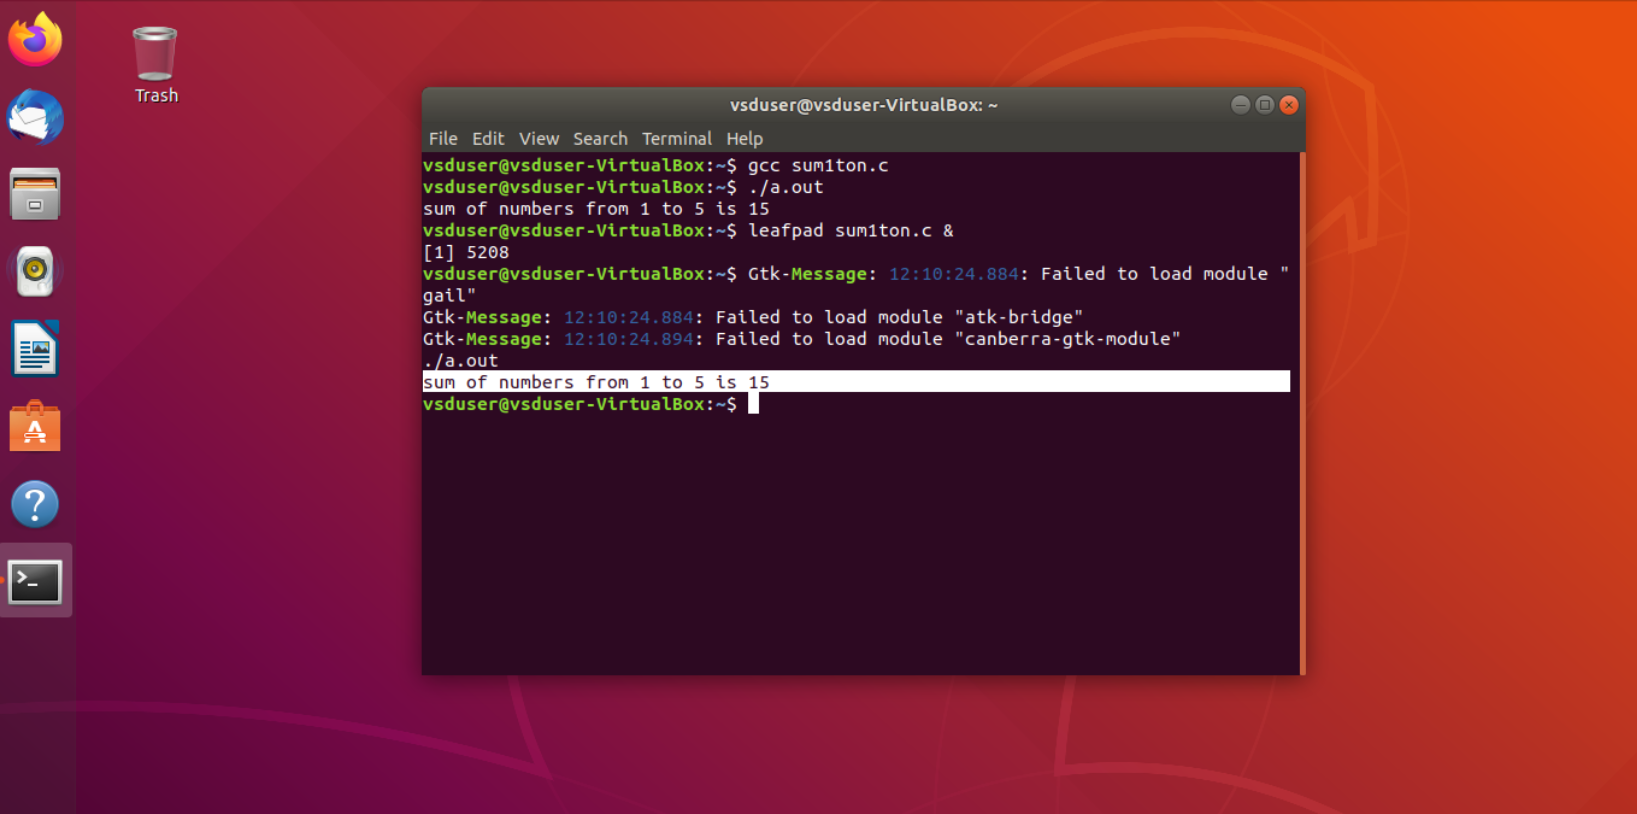 Trash
vsduser@vsduser-VirtualBox: ~
File Edit View Search Terminal Help
vsduser@vsduser-VirtualBox:~$ gcc sum1ton.c
vsduser@vsduser-VirtualBox:~$ ./a.out
sum of numbers from 1 to 5 is 15
vsduser@vsduser-VirtualBox:~$ leafpad sum1ton.c &
[1] 5208
vsduser@vsduser-VirtualBox:~$ Gtk-Message: 12:10:24.884: Failed to load module "
gail"
Gtk-Message: 12:10:24.884: Failed to load module "atk-bridge"
Gtk-Message: 12:10:24.894: Failed to load module "canberra-gtk-module"
./a.out
sum of numbers from 1 to 5 is 15
vsduser@vsduser-VirtualBox:~$